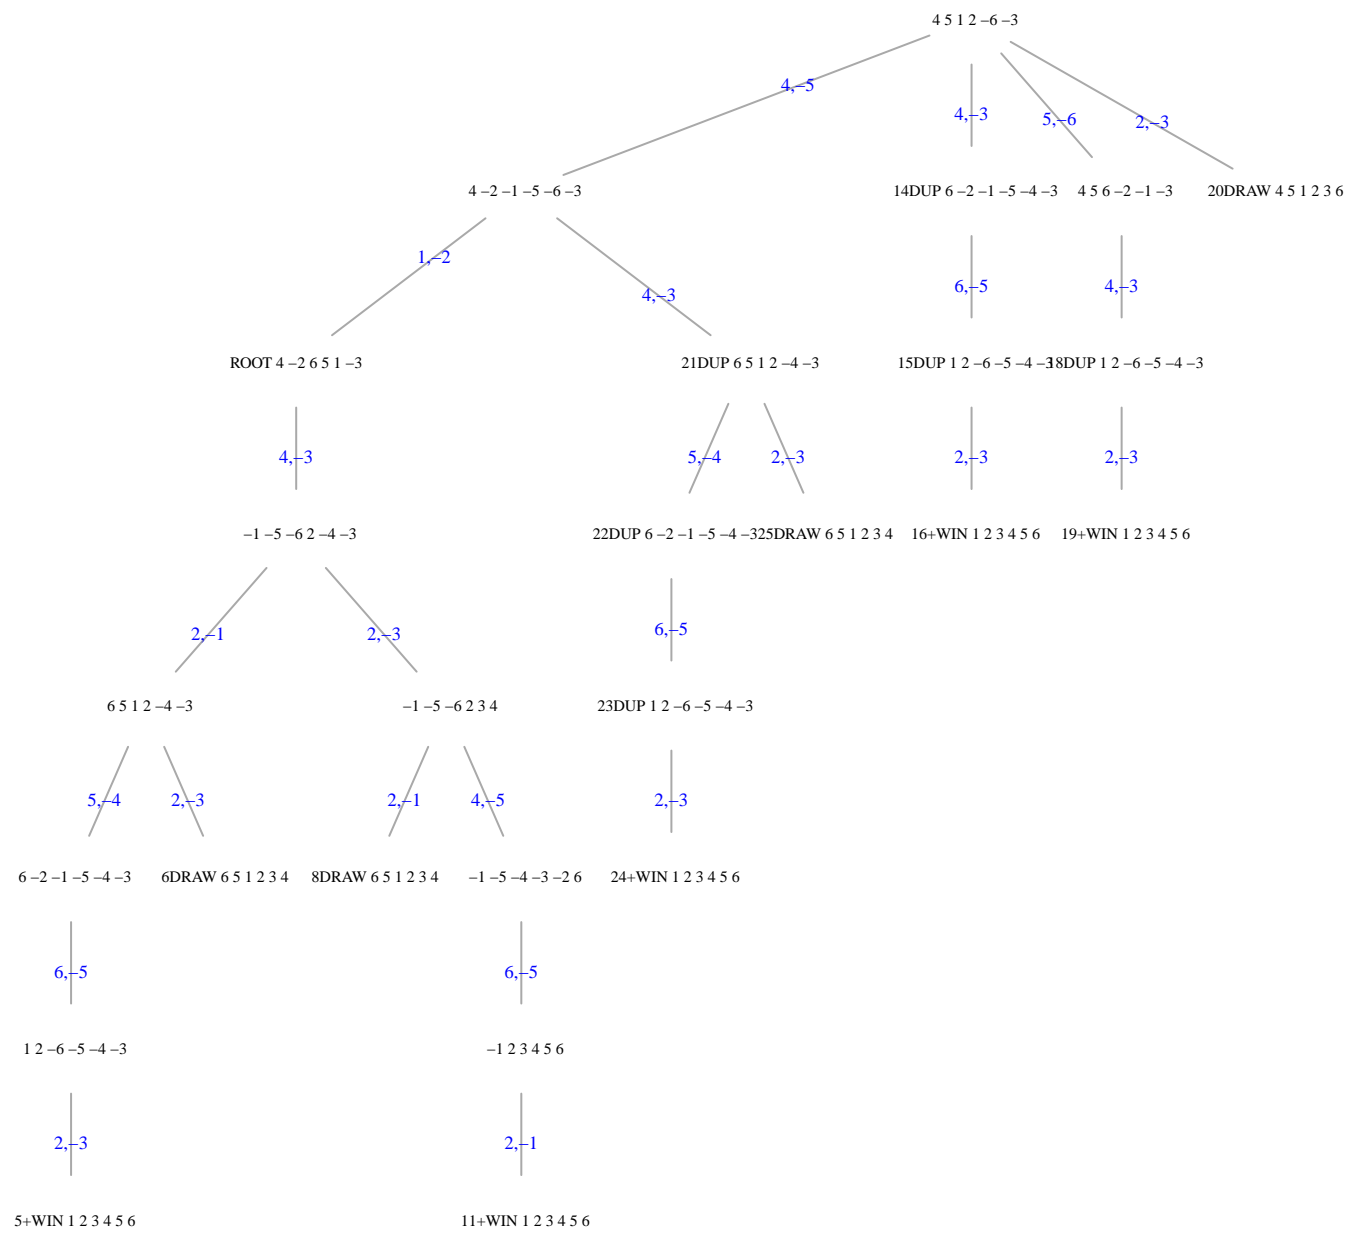 4 5 1 2 –6 –3
4,–5
4,–3
5,–6
2,–3
4 –2 –1 –5 –6 –3
14DUP 6 –2 –1 –5 –4 –3
4 5 6 –2 –1 –3
20DRAW 4 5 1 2 3 6
1,–2
4,–3
6,–5
4,–3
ROOT 4 –2 6 5 1 –3
21DUP 6 5 1 2 –4 –3
15DUP 1 2 –6 –5 –4 –3
18DUP 1 2 –6 –5 –4 –3
4,–3
5,–4
2,–3
2,–3
2,–3
–1 –5 –6 2 –4 –3
22DUP 6 –2 –1 –5 –4 –3
25DRAW 6 5 1 2 3 4
16+WIN 1 2 3 4 5 6
19+WIN 1 2 3 4 5 6
2,–1
2,–3
6,–5
6 5 1 2 –4 –3
–1 –5 –6 2 3 4
23DUP 1 2 –6 –5 –4 –3
5,–4
2,–3
2,–1
4,–5
2,–3
6 –2 –1 –5 –4 –3
6DRAW 6 5 1 2 3 4
8DRAW 6 5 1 2 3 4
–1 –5 –4 –3 –2 6
24+WIN 1 2 3 4 5 6
6,–5
6,–5
1 2 –6 –5 –4 –3
–1 2 3 4 5 6
2,–3
2,–1
5+WIN 1 2 3 4 5 6
11+WIN 1 2 3 4 5 6